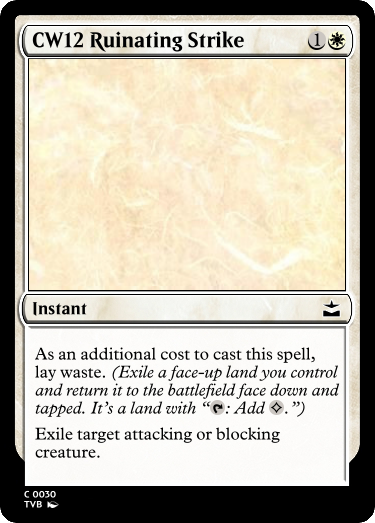 CW12 Ruinating Strike 1
Instant
As an additional cost to cast this spell,
lay waste. (Exile a face-up land you control
and return it to the battlefield face down and
tapped. It's a land with “: Add .”)
Exile target attacking or blocking
creature.
C 0030
TVB